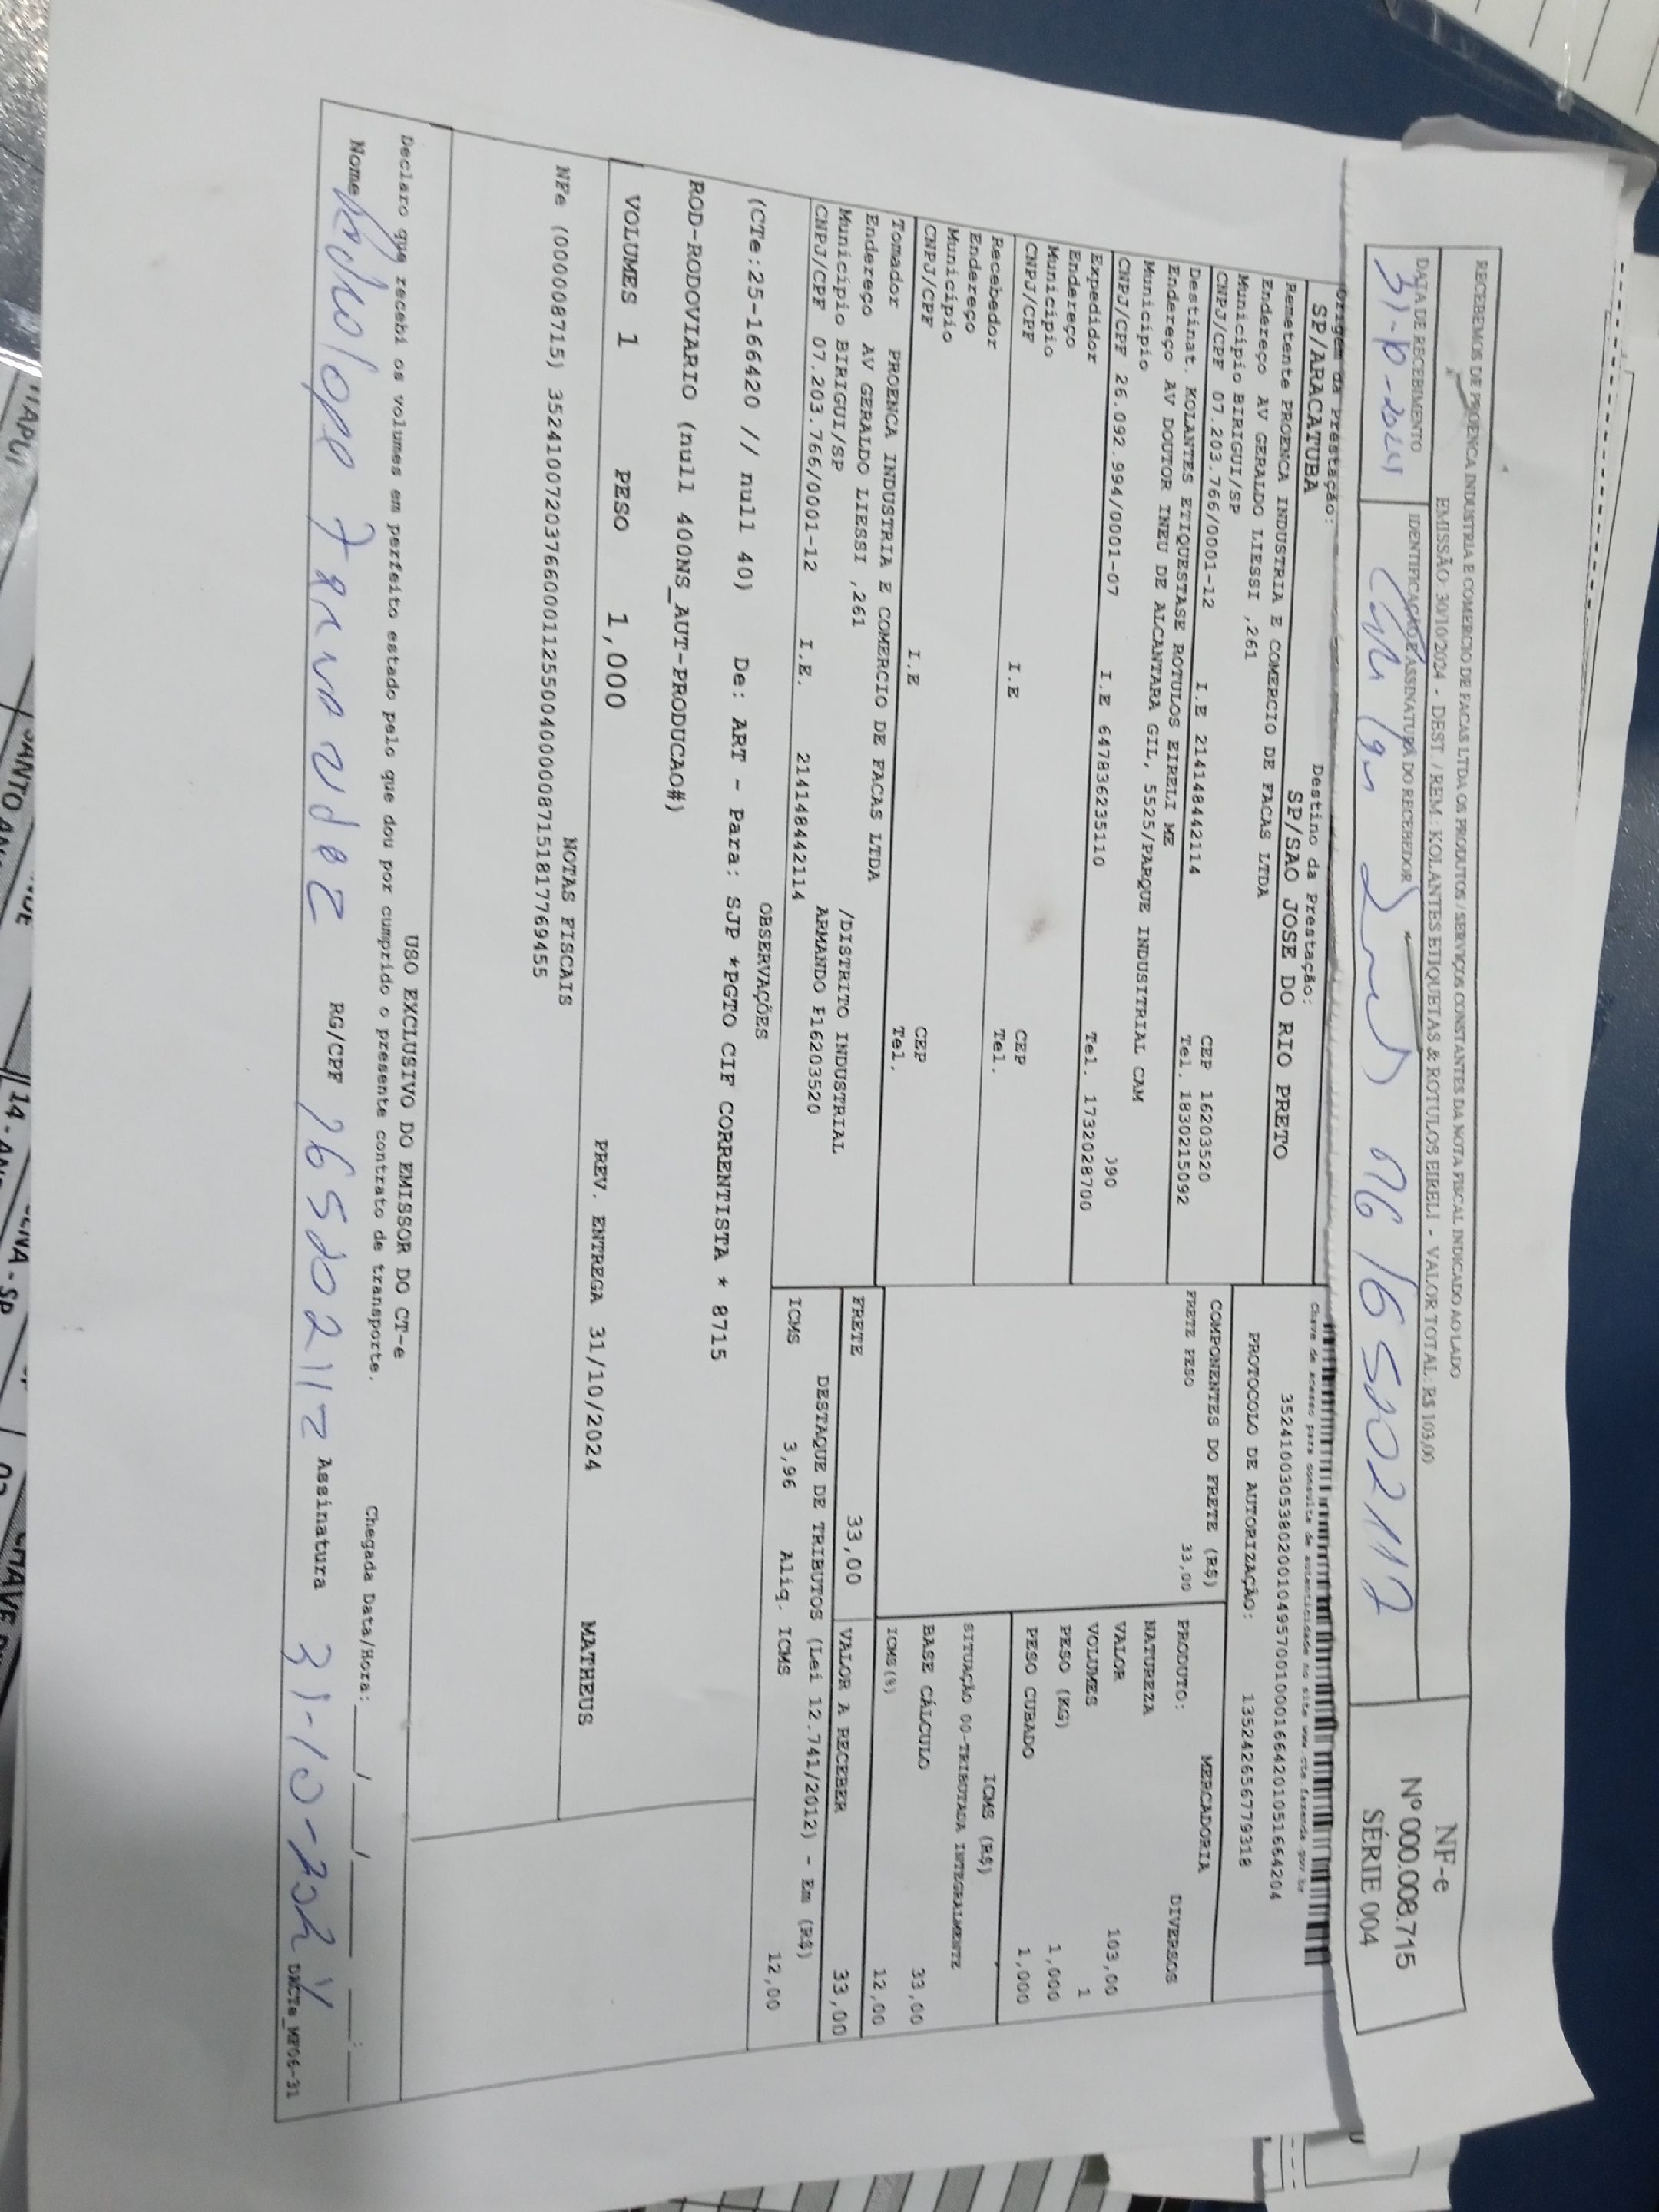 RECEBEMOS DE PROENCA INDUSTRIA E COMERCIO DE FACAS LTDA OS PRODUTOS / SERVIÇOS CONSTANTES DA NOTA FISCAL INDICADO AO LADO
EMISSÃO: 30/10/2024 - DEST. / REM.: KOLANTES ETIQUETAS & ROTULOS EIRELI - VALOR TOTAL: R$ 103,00
NF-e
Nº 000.008.715
SÉRIE 004
DATA DE RECEBIMENTO
IDENTIFICAÇÃO E ASSINATURA DO RECEBEDOR
31-10-2024
16502112
Origem da Prestação:
SP/ARACATUBA
Destino da Prestação:
SP/SAO JOSE DO RIO PRETO
Chave de acesso para consulta de autenticidade no site www.cte.fazenda.gov.br
35241003053802001049570010001664201051664204
PROTOCOLO DE AUTORIZAÇÃO: 135242656779318
Remetente PROENCA INDUSTRIA E COMERCIO DE FACAS LTDA
Endereço AV GERALDO LIESSI ,261
Município BIRIGUI/SP CEP 16203520
CNPJ/CPF 07.203.766/0001-12 I.E 214148442114 Tel. 1830215092
Destinat. KOLANTES ETIQUESTASE ROTULOS EIRELI ME
Endereço AV DOUTOR INEU DE ALCANTARA GIL, 5525/PARQUE INDUSITRIAL CAM
Município 090
CNPJ/CPF 26.092.994/0001-07 I.E 647836235110 Tel. 1732028700
Expedidor
Endereço
Município CEP
CNPJ/CPF I.E Tel.
Recebedor
Endereço
Município CEP
CNPJ/CPF I.E Tel.
Tomador PROENCA INDUSTRIA E COMERCIO DE FACAS LTDA
Endereço AV GERALDO LIESSI ,261 /DISTRITO INDUSTRIAL
Município BIRIGUI/SP ARMANDO F16203520
CNPJ/CPF 07.203.766/0001-12 I.E. 214148442114
COMPONENTES DO FRETE (R$)
FRETE PESO 33,00
MERCADORIA
PRODUTO: DIVERSOS
NATUREZA
VALOR 103,00
VOLUMES 1
PESO (KG) 1,000
PESO CUBADO 1,000
ICMS (R$)
SITUAÇÃO 00-TRIBUTADA INTEGRALMENTE
BASE CÁLCULO 33,00
ICMS(%) 12,00
FRETE 33,00
VALOR A RECEBER 33,00
DESTAQUE DE TRIBUTOS (Lei 12.741/2012) - Em (R$)
ICMS 3,96 Aliq. ICMS 12,00
OBSERVAÇÕES
(CTe:25-166420 // null 40) De: ART - Para: SJP *PGTO CIF CORRENTISTA * 8715
ROD-RODOVIARIO (null 400NS_AUT-PRODUCAO#)
VOLUMES 1 PESO 1,000 PREV. ENTREGA 31/10/2024 MATHEUS
NOTAS FISCAIS
NFe (000008715) 35241007203766000112550040000087151817769455
USO EXCLUSIVO DO EMISSOR DO CT-e
Declaro que recebi os volumes em perfeito estado pelo que dou por cumprido o presente contrato de transporte. Chegada Data/Hora: ____/____/____ ___:___
Nome RG/CPF 16502112 Assinatura 31-10-2024 DACTe_MF06-31